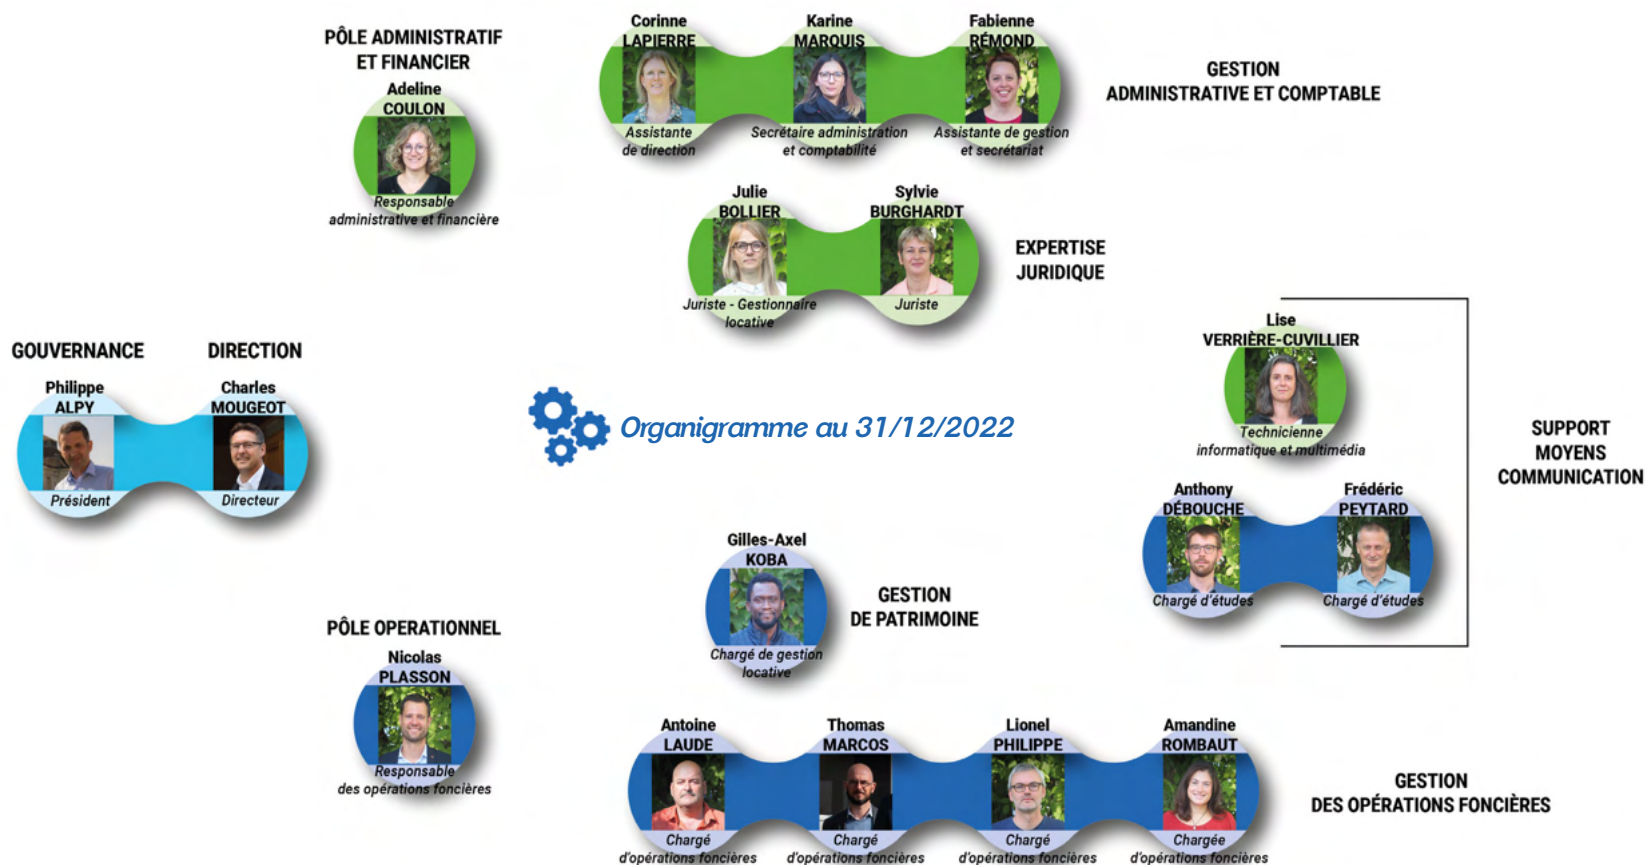 PÔLE ADMINISTRATIF
ET FINANCIER
Adeline
COULON
Responsable
administrative et financière
Corinne
LAPIERRE
Assistante
de direction
Karine
MARQUIS
Secrétaire administration
et comptabilité
Fabienne
RÉMOND
Assistante de gestion
et secrétariat
GESTION
ADMINISTRATIVE ET COMPTABLE
Julie
BOLLIER
Juriste - Gestionnaire
locative
Sylvie
BURGHARDT
Juriste
EXPERTISE
JURIDIQUE
GOUVERNANCE
Philippe
ALPY
Président
DIRECTION
Charles
MOUGEOT
Directeur
Organigramme au 31/12/2022
Lise
VERRIÈRE-CUVILLIER
Technicienne
informatique et multimédia
Anthony
DÉBOUCHE
Chargé d'études
Frédéric
PEYTARD
Chargé d'études
SUPPORT
MOYENS
COMMUNICATION
Gilles-Axel
KOBA
Chargé de gestion
locative
GESTION
DE PATRIMOINE
PÔLE OPERATIONNEL
Nicolas
PLASSON
Responsable
des opérations foncières
Antoine
LAUDE
Chargé
d'opérations foncières
Thomas
MARCOS
Chargé
d'opérations foncières
Lionel
PHILIPPE
Chargé
d'opérations foncières
Amandine
ROMBAUT
Chargée
d'opérations foncières
GESTION
DES OPÉRATIONS FONCIÈRES